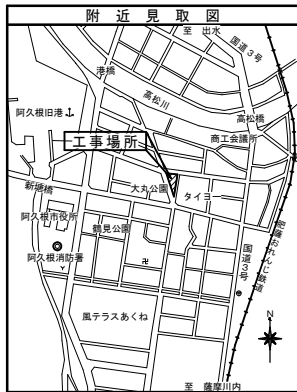 附近見取図
至 出水
国道3号
港橋
高松川
阿久根旧港
高松橋
工事場所
商工会議所
新堀橋
大丸公園
タイヨー
阿久根市役所
鶴見公園
肥薩おれんじ鉄道
国道3号
阿久根消防署
卍
風テラスあくね
N
至 薩摩川内